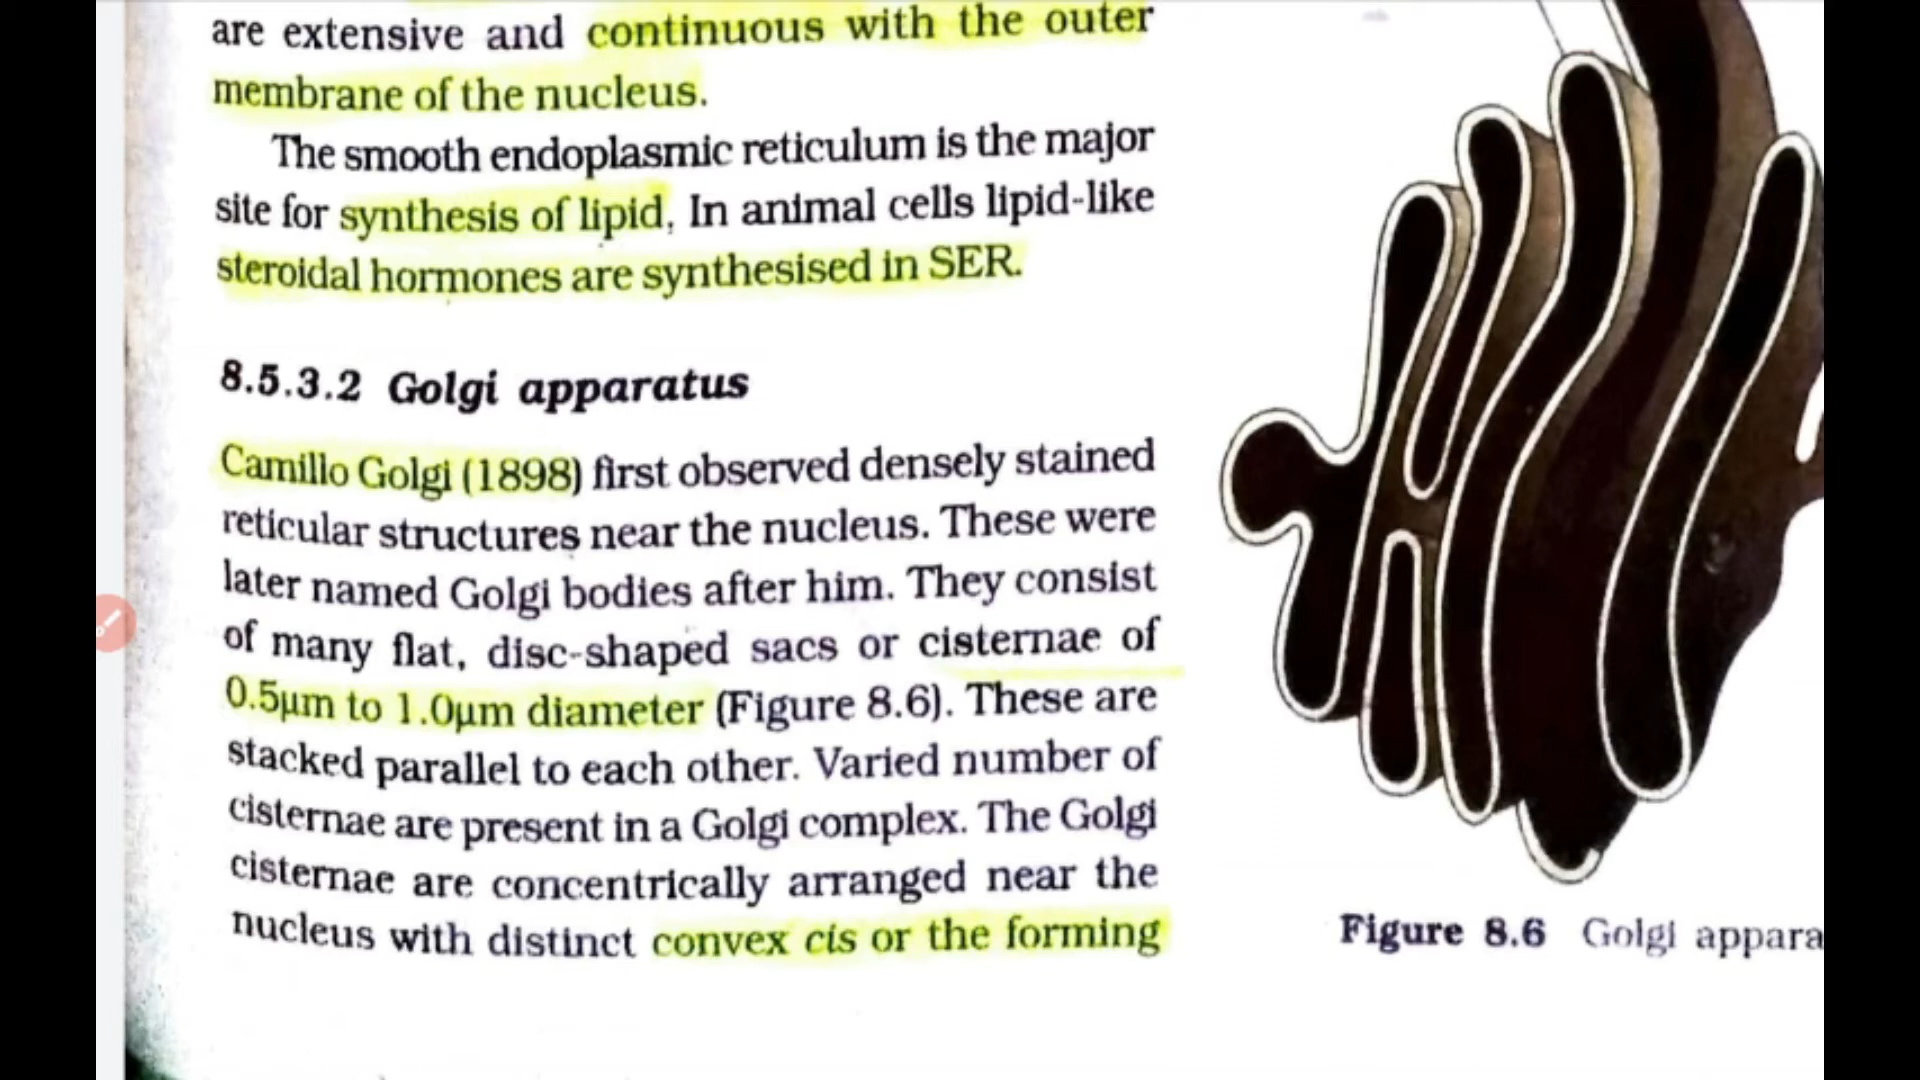 are extensive and continuous with the outer
membrane of the nucleus.
The smooth endoplasmic reticulum is the major
site for synthesis of lipid. In animal cells lipid-like
steroidal hormones are synthesised in SER.
8.5.3.2 Golgi apparatus
Camillo Golgi (1898) first observed densely stained
reticular structures near the nucleus. These were
later named Golgi bodies after him. They consist
of many flat, disc-shaped sacs or cisternae of
0.5µm to 1.0µm diameter (Figure 8.6). These are
stacked parallel to each other. Varied number of
cisternae are present in a Golgi complex. The Golgi
cisternae are concentrically arranged near the
nucleus with distinct convex cis or the forming
Figure 8.6 Golgi appara